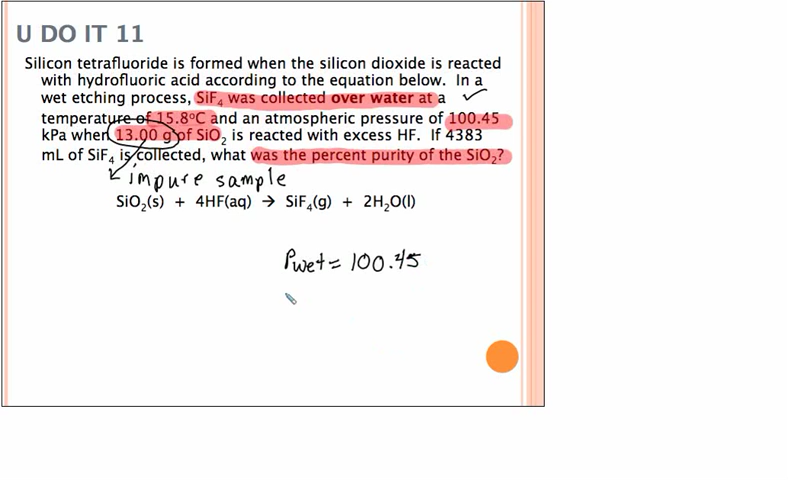 U DO IT 11
Silicon tetrafluoride is formed when the silicon dioxide is reacted
with hydrofluoric acid according to the equation below. In a
wet etching process, SiF₄ was collected over water at a
temperature of 15.8°C and an atmospheric pressure of 100.45
kPa when 13.00 g of SiO₂ is reacted with excess HF. If 4383
mL of SiF₄ is collected, what was the percent purity of the SiO₂?
impure sample
SiO₂(s) + 4HF(aq) → SiF₄(g) + 2H₂O(l)
Pwet = 100.45